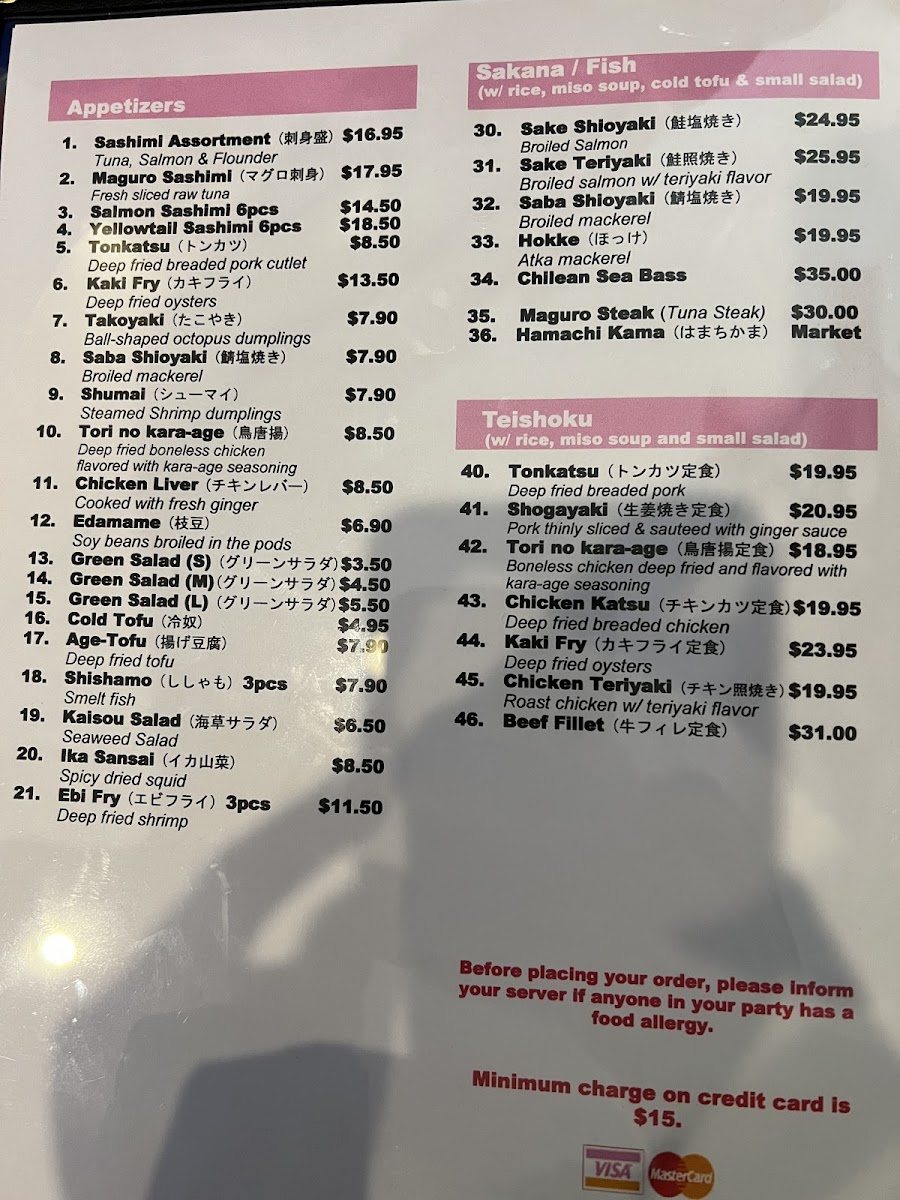 Appetizers
1. Sashimi Assortment (刺身盛) $16.95
Tuna, Salmon & Flounder
2. Maguro Sashimi (マグロ刺身) $17.95
Fresh sliced raw tuna
3. Salmon Sashimi 6pcs $14.50
4. Yellowtail Sashimi 6pcs $18.50
5. Tonkatsu (トンカツ) $8.50
Deep fried breaded pork cutlet
6. Kaki Fry (カキフライ) $13.50
Deep fried oysters
7. Takoyaki (たこやき) $7.90
Ball-shaped octopus dumplings
8. Saba Shioyaki (鯖塩焼き) $7.90
Broiled mackerel
9. Shumai (シューマイ) $7.90
Steamed Shrimp dumplings
10. Tori no kara-age (鳥唐揚) $8.50
Deep fried boneless chicken
flavored with kara-age seasoning
11. Chicken Liver (チキンレバー) $8.50
Cooked with fresh ginger
12. Edamame (枝豆) $6.90
Soy beans broiled in the pods
13. Green Salad (S) (グリーンサラダ) $3.50
14. Green Salad (M) (グリーンサラダ) $4.50
15. Green Salad (L) (グリーンサラダ) $5.50
16. Cold Tofu (冷奴) $4.95
17. Age-Tofu (揚げ豆腐) $7.90
Deep fried tofu
18. Shishamo (ししゃも) 3pcs $7.90
Smelt fish
19. Kaisou Salad (海草サラダ) $6.50
Seaweed Salad
20. Ika Sansai (イカ山菜) $8.50
Spicy dried squid
21. Ebi Fry (エビフライ) 3pcs $11.50
Deep fried shrimp
Sakana / Fish
(w/ rice, miso soup, cold tofu & small salad)
30. Sake Shioyaki (鮭塩焼き) $24.95
Broiled Salmon
31. Sake Teriyaki (鮭照焼き) $25.95
Broiled salmon w/ teriyaki flavor
32. Saba Shioyaki (鯖塩焼き) $19.95
Broiled mackerel
33. Hokke (ほっけ) $19.95
Atka mackerel
34. Chilean Sea Bass $35.00
35. Maguro Steak (Tuna Steak) $30.00
36. Hamachi Kama (はまちかま) Market
Teishoku
(w/ rice, miso soup and small salad)
40. Tonkatsu (トンカツ定食) $19.95
Deep fried breaded pork
41. Shogayaki (生姜焼き定食) $20.95
Pork thinly sliced & sauteed with ginger sauce
42. Tori no kara-age (鳥唐揚定食) $18.95
Boneless chicken deep fried and flavored with
kara-age seasoning
43. Chicken Katsu (チキンカツ定食) $19.95
Deep fried breaded chicken
44. Kaki Fry (カキフライ定食) $23.95
Deep fried oysters
45. Chicken Teriyaki (チキン照焼き) $19.95
Roast chicken w/ teriyaki flavor
46. Beef Fillet (牛フィレ定食) $31.00
Before placing your order, please inform
your server if anyone in your party has a
food allergy.
Minimum charge on credit card is
$15.
VISA MasterCard